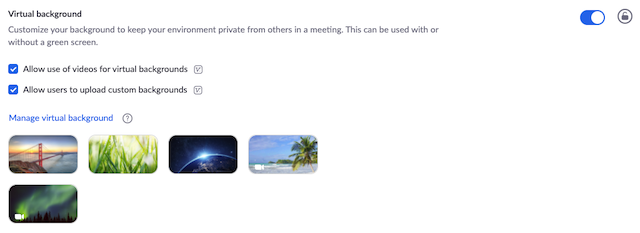 Virtual background
Customize your background to keep your environment private from others in a meeting. This can be used with or
without a green screen.
Allow use of videos for virtual backgrounds
Allow users to upload custom backgrounds
Manage virtual background